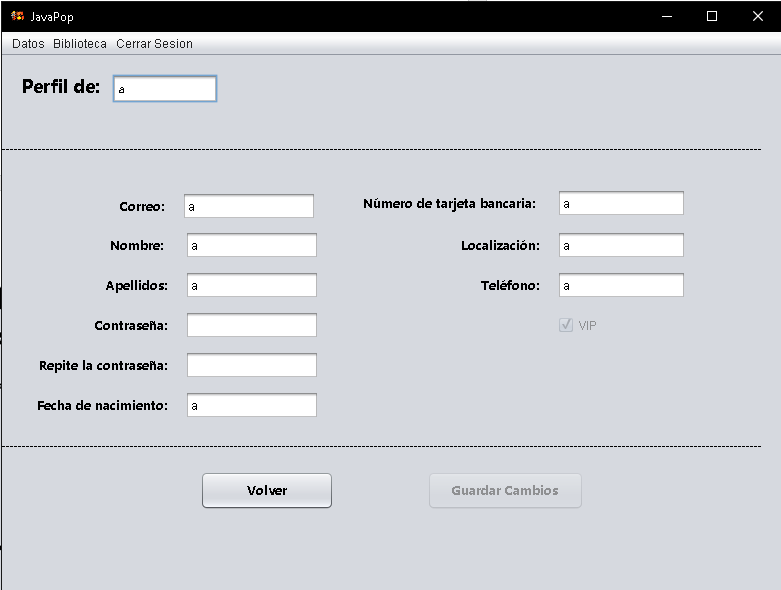 JavaPop
Datos Biblioteca Cerrar Sesion
Perfil de: a
Correo: a
Número de tarjeta bancaria: a
Nombre: a
Localización: a
Apellidos: a
Teléfono: a
Contraseña:
VIP
Repite la contraseña:
Fecha de nacimiento: a
Volver
Guardar Cambios